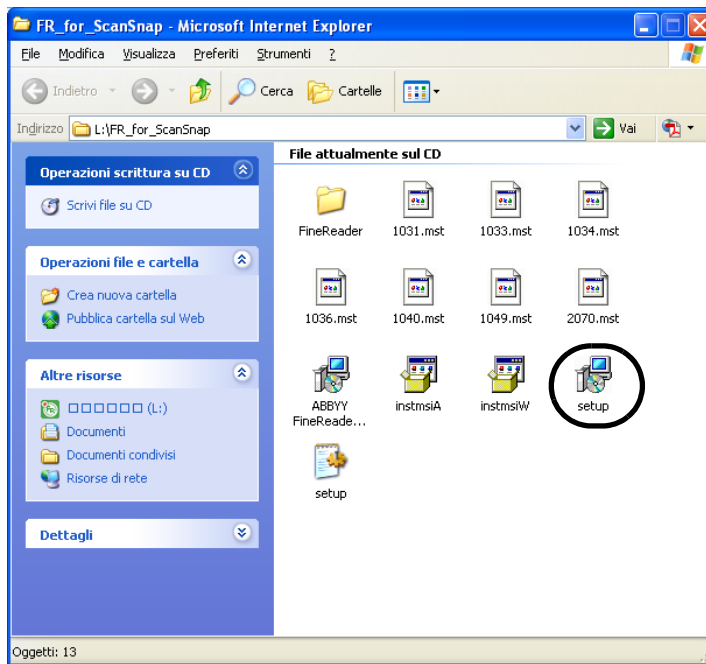 FR_for_ScanSnap - Microsoft Internet Explorer
File Modifica Visualizza Preferiti Strumenti ?
Indietro Cerca Cartelle
Indirizzo L:\FR_for_ScanSnap Vai
File attualmente sul CD
Operazioni scrittura su CD
Scrivi file su CD
Operazioni file e cartella
Crea nuova cartella
Pubblica cartella sul Web
Altre risorse
□□□□□□ (L:)
Documenti
Documenti condivisi
Risorse di rete
Dettagli
FineReader 1031.mst 1033.mst 1034.mst
1036.mst 1040.mst 1049.mst 2070.mst
ABBYY FineReade... instmsiA instmsiW setup
setup
Oggetti: 13